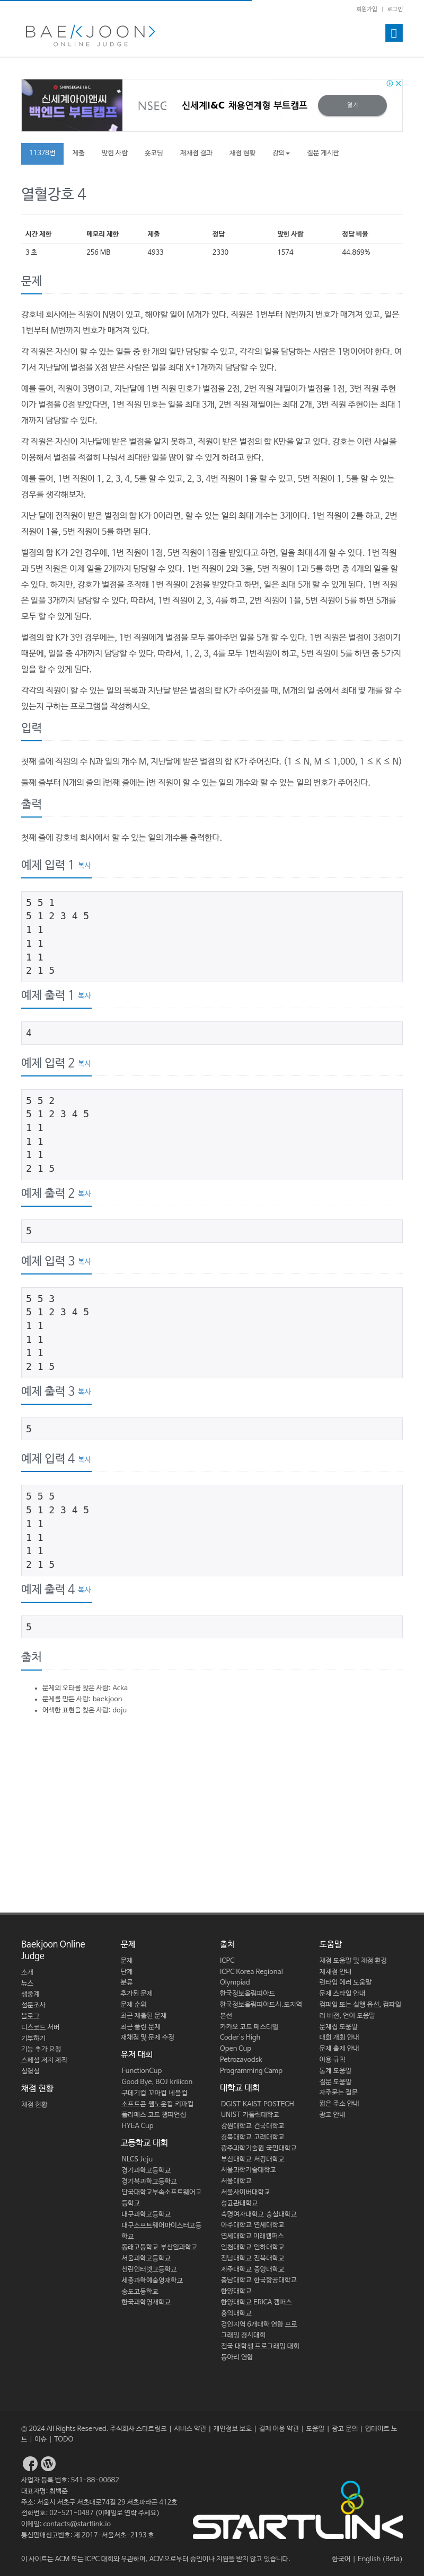 회원가입 | 로그인
BAEKJOON
ONLINE JUDGE
SHINSEGAE I&C
신세계아이앤씨
백엔드 부트캠프
NSEC
신세계I&C 채용연계형 부트캠프
열기
11378번 제출 맞힌 사람 숏코딩 재채점 결과 채점 현황 강의 질문 게시판
열혈강호 4
시간 제한 메모리 제한 제출 정답 맞힌 사람 정답 비율
3 초 256 MB 4933 2330 1574 44.869%
문제
강호네 회사에는 직원이 N명이 있고, 해야할 일이 M개가 있다. 직원은 1번부터 N번까지 번호가 매겨져 있고, 일은
1번부터 M번까지 번호가 매겨져 있다.
각 직원은 자신이 할 수 있는 일들 중 한 개의 일만 담당할 수 있고, 각각의 일을 담당하는 사람은 1명이어야 한다. 여
기서 지난달에 벌점을 X점 받은 사람은 일을 최대 X+1개까지 담당할 수 있다.
예를 들어, 직원이 3명이고, 지난달에 1번 직원 민호가 벌점을 2점, 2번 직원 재필이가 벌점을 1점, 3번 직원 주현
이가 벌점을 0점 받았다면, 1번 직원 민호는 일을 최대 3개, 2번 직원 재필이는 최대 2개, 3번 직원 주현이는 최대 1
개까지 담당할 수 있다.
각 직원은 자신이 지난달에 받은 벌점을 알지 못하고, 직원이 받은 벌점의 합 K만을 알고 있다. 강호는 이런 사실을
이용해서 벌점을 적절히 나눠서 최대한 일을 많이 할 수 있게 하려고 한다.
예를 들어, 1번 직원이 1, 2, 3, 4, 5를 할 수 있고, 2, 3, 4번 직원이 1을 할 수 있고, 5번 직원이 1, 5를 할 수 있는
경우를 생각해보자.
지난 달에 전직원이 받은 벌점의 합 K가 0이라면, 할 수 있는 일의 최대 개수는 3개이다. 1번 직원이 2를 하고, 2번
직원이 1을, 5번 직원이 5를 하면 된다.
벌점의 합 K가 2인 경우에, 1번 직원이 1점, 5번 직원이 1점을 받았다고 하면, 일을 최대 4개 할 수 있다. 1번 직원
과 5번 직원은 이제 일을 2개까지 담당할 수 있다. 1번 직원이 2와 3을, 5번 직원이 1과 5를 하면 총 4개의 일을 할
수 있다. 하지만, 강호가 벌점을 조작해 1번 직원이 2점을 받았다고 하면, 일은 최대 5개 할 수 있게 된다. 1번 직원
은 일을 3개까지 담당할 수 있다. 따라서, 1번 직원이 2, 3, 4를 하고, 2번 직원이 1을, 5번 직원이 5를 하면 5개를
모두 할 수 있게 된다.
벌점의 합 K가 3인 경우에는, 1번 직원에게 벌점을 모두 몰아주면 일을 5개 할 수 있다. 1번 직원은 벌점이 3점이기
때문에, 일을 총 4개까지 담당할 수 있다. 따라서, 1, 2, 3, 4를 모두 1번직원이 하고, 5번 직원이 5를 하면 총 5가지
일을 할 수 있게 된다.
각각의 직원이 할 수 있는 일의 목록과 지난달 받은 벌점의 합 K가 주어졌을 때, M개의 일 중에서 최대 몇 개를 할 수
있는지 구하는 프로그램을 작성하시오.
입력
첫째 줄에 직원의 수 N과 일의 개수 M, 지난달에 받은 벌점의 합 K가 주어진다. (1 ≤ N, M ≤ 1,000, 1 ≤ K ≤ N)
둘째 줄부터 N개의 줄의 i번째 줄에는 i번 직원이 할 수 있는 일의 개수와 할 수 있는 일의 번호가 주어진다.
출력
첫째 줄에 강호네 회사에서 할 수 있는 일의 개수를 출력한다.
예제 입력 1 복사
5 5 1
5 1 2 3 4 5
1 1
1 1
1 1
2 1 5
예제 출력 1 복사
4
예제 입력 2 복사
5 5 2
5 1 2 3 4 5
1 1
1 1
1 1
2 1 5
예제 출력 2 복사
5
예제 입력 3 복사
5 5 3
5 1 2 3 4 5
1 1
1 1
1 1
2 1 5
예제 출력 3 복사
5
예제 입력 4 복사
5 5 5
5 1 2 3 4 5
1 1
1 1
1 1
2 1 5
예제 출력 4 복사
5
출처
문제의 오타를 찾은 사람: Acka
문제를 만든 사람: baekjoon
어색한 표현을 찾은 사람: doju
Baekjoon Online
Judge
소개
뉴스
생중계
설문조사
블로그
디스코드 서버
기부하기
기능 추가 요청
스페셜 저지 제작
실험실
채점 현황
채점 현황
문제
문제
단계
분류
추가된 문제
문제 순위
최근 제출된 문제
최근 풀린 문제
재채점 및 문제 수정
유저 대회
FunctionCup
Good Bye, BOJ kriiicon
구데기컵 꼬마컵 네블컵
소프트콘 웰노운컵 키파컵
폴리매스 코드 챔피언십
HYEA Cup
고등학교 대회
NLCS Jeju
경기과학고등학교
경기북과학고등학교
단국대학교부속소프트웨어고
등학교
대구과학고등학교
대구소프트웨어마이스터고등
학교
동래고등학교 부산일과학고
서울과학고등학교
선린인터넷고등학교
세종과학예술영재학교
송도고등학교
한국과학영재학교
출처
ICPC
ICPC Korea Regional
Olympiad
한국정보올림피아드
한국정보올림피아드시.도지역
본선
카카오 코드 페스티벌
Coder's High
Open Cup
Petrozavodsk
Programming Camp
대학교 대회
DGIST KAIST POSTECH
UNIST 가톨릭대학교
강원대학교 건국대학교
경북대학교 고려대학교
광주과학기술원 국민대학교
부산대학교 서강대학교
서울과학기술대학교
서울대학교
서울사이버대학교
성균관대학교
숙명여자대학교 숭실대학교
아주대학교 연세대학교
연세대학교 미래캠퍼스
인천대학교 인하대학교
전남대학교 전북대학교
제주대학교 중앙대학교
충남대학교 한국항공대학교
한양대학교
한양대학교 ERICA 캠퍼스
홍익대학교
경인지역 6개대학 연합 프로
그래밍 경시대회
전국 대학생 프로그래밍 대회
동아리 연합
도움말
채점 도움말 및 채점 환경
재채점 안내
런타임 에러 도움말
문제 스타일 안내
컴파일 또는 실행 옵션, 컴파일
러 버전, 언어 도움말
문제집 도움말
대회 개최 안내
문제 출제 안내
이용 규칙
통계 도움말
질문 도움말
자주묻는 질문
짧은 주소 안내
광고 안내
© 2024 All Rights Reserved. 주식회사 스타트링크 | 서비스 약관 | 개인정보 보호 | 결제 이용 약관 | 도움말 | 광고 문의 | 업데이트 노
트 | 이슈 | TODO
사업자 등록 번호: 541-88-00682
대표자명: 최백준
주소: 서울시 서초구 서초대로74길 29 서초파라곤 412호
전화번호: 02-521-0487 (이메일로 연락 주세요)
이메일: contacts@startlink.io
통신판매신고번호: 제 2017-서울서초-2193 호
STARTLINK
이 사이트는 ACM 또는 ICPC 대회와 무관하며, ACM으로부터 승인이나 지원을 받지 않고 있습니다.
한국어 | English (Beta)